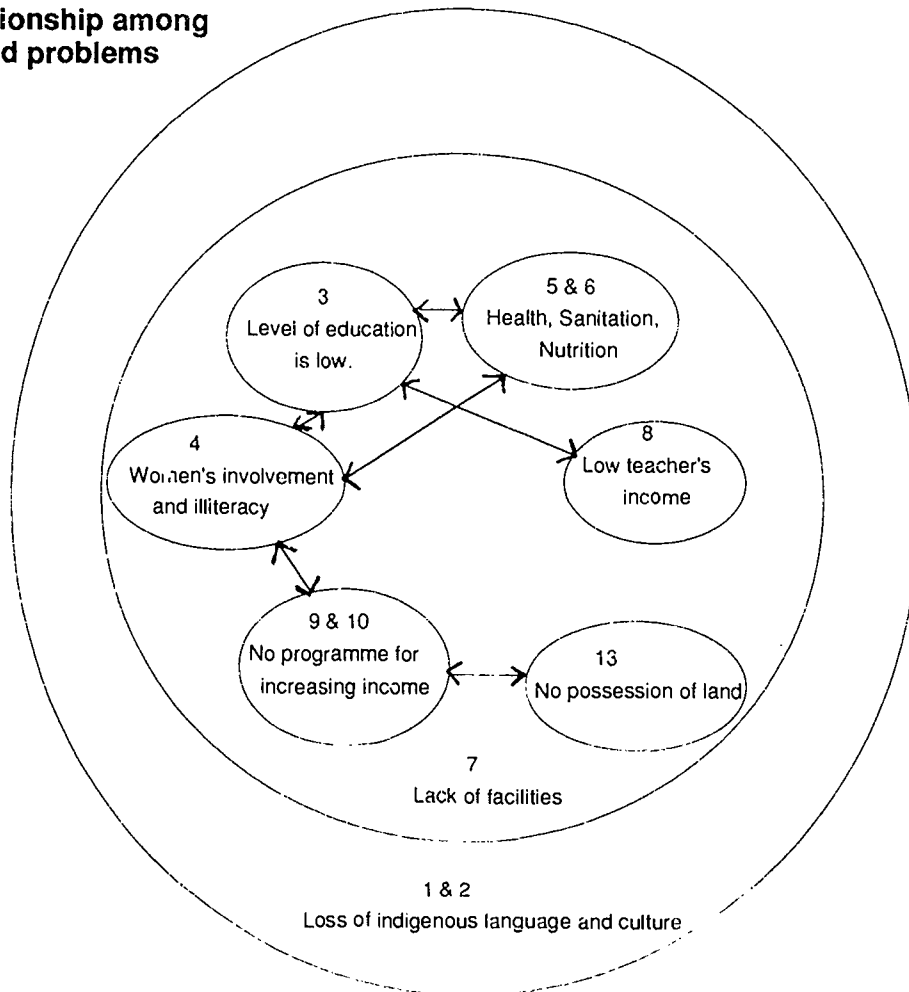 ionship among
d problems
3
Level of education
is low.
5 & 6
Health, Sanitation,
Nutrition
4
Women's involvement
and illiteracy
8
Low teacher's
income
9 & 10
No programme for
increasing income
13
No possession of land
7
Lack of facilities
1 & 2
Loss of indigenous language and culture